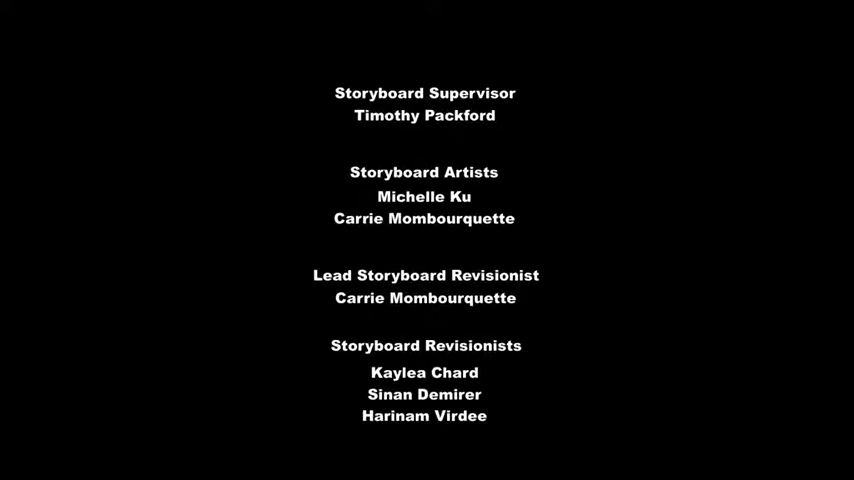 Storyboard Supervisor
Timothy Packford
Storyboard Artists
Michelle Ku
Carrie Mombourquette
Lead Storyboard Revisionist
Carrie Mombourquette
Storyboard Revisionists
Kaylea Chard
Sinan Demirer
Harinam Virdee